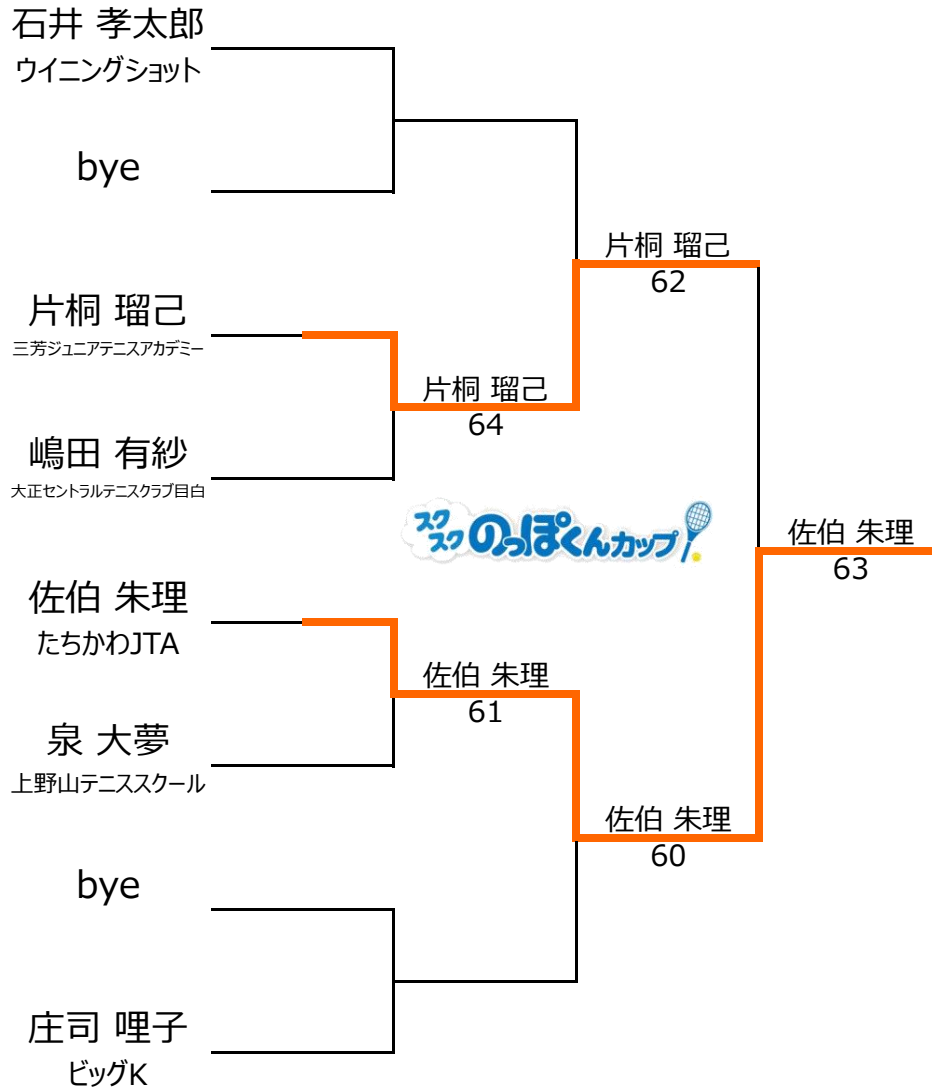 石井 孝太郎
ウイニングショット
bye
片桐 瑠己
三芳ジュニアテニスアカデミー
嶋田 有紗
大正セントラルテニスクラブ目白
佐伯 朱理
たちかわJTA
泉 大夢
上野山テニススクール
bye
庄司 哩子
ビッグK
片桐 瑠己
64
佐伯 朱理
61
片桐 瑠己
62
佐伯 朱理
60
スクスク のっぽくんカップ
佐伯 朱理
63